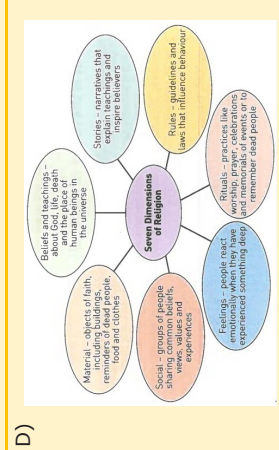 D)
Beliefs and teachings –
about God, life, death
and the place of
human beings in
the universe
Stories – narratives that
explain teachings and
inspire believers
Rules – guidelines and
laws that influence behaviour
Rituals – practices like
worship, prayer, celebrations
and memorials of events or to
remember dead people
Feelings – people react
emotionally when they have
experienced something deep
Social – groups of people
sharing common beliefs,
views, values and
experiences
Material – objects of faith,
including buildings,
reminders of dead people,
food and clothes
Seven Dimensions
of Religion